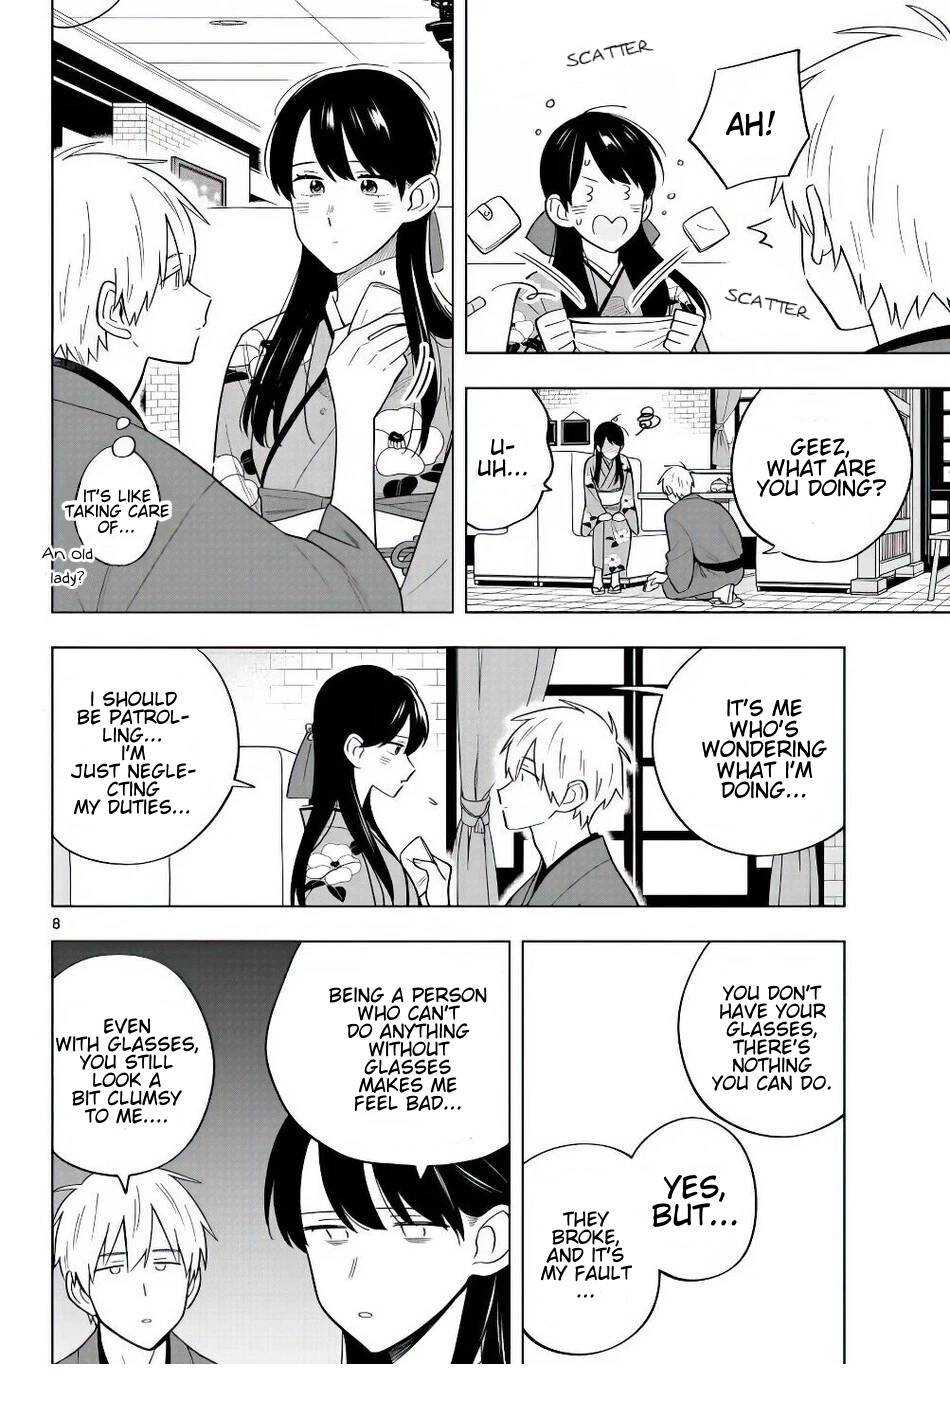 SCATTER
AH!
SCATTER
GEEZ,
WHAT ARE
YOU DOING?
U-
UH...
IT'S LIKE
TAKING CARE
OF...
An old
lady?
IT'S ME
WHO'S
WONDERING
WHAT I'M
DOING...
I SHOULD
BE PATROL-
LING...
I'M
JUST NEGLE-
CTING
MY DUTIES...
8
YOU DON'T
HAVE YOUR
GLASSES,
THERE'S
NOTHING
YOU CAN DO.
YES,
BUT...
THEY
BROKE,
AND IT'S
MY FAULT
...
BEING A PERSON
WHO CAN'T
DO ANYTHING
WITHOUT
GLASSES
MAKES ME
FEEL BAD...
EVEN
WITH GLASSES,
YOU STILL
LOOK A
BIT CLUMSY
TO ME....